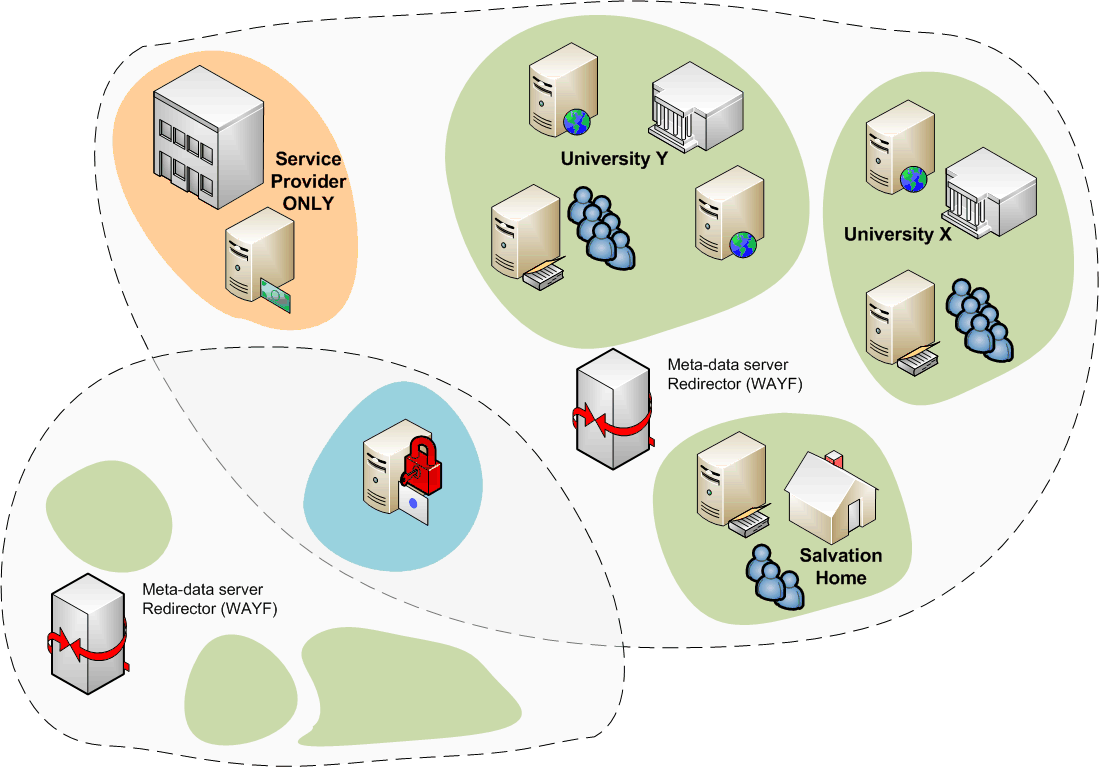 Service
Provider
ONLY
University Y
University X
Meta-data server
Redirector (WAYF)
Salvation
Home
Meta-data server
Redirector (WAYF)